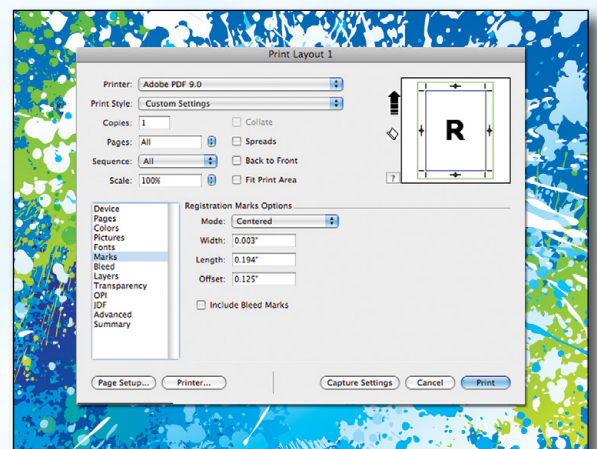 Print Layout 1
Printer: Adobe PDF 9.0
Print Style: Custom Settings
Copies: 1
Collate
Pages: All
Spreads
Sequence: All
Back to Front
Scale: 100%
Fit Print Area
R
?
Device
Pages
Colors
Pictures
Fonts
Marks
Bleed
Layers
Transparency
OPI
JDF
Advanced
Summary
Registration Marks Options
Mode: Centered
Width: 0.003"
Length: 0.194"
Offset: 0.125"
Include Bleed Marks
Page Setup... Printer... Capture Settings Cancel Print